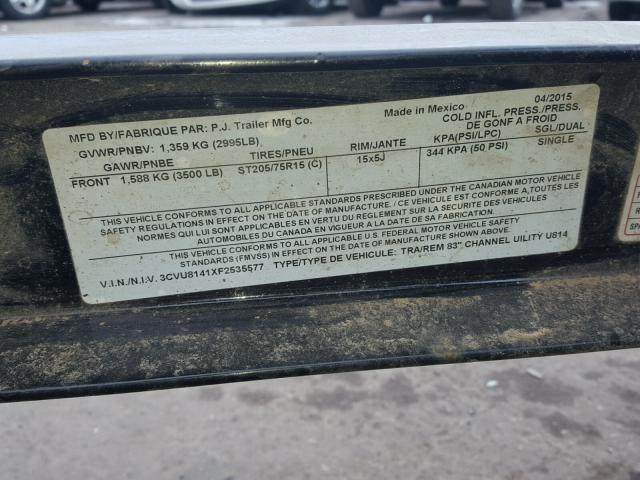 MFD BY/FABRIQUE PAR: P.J. Trailer Mfg Co. Made in Mexico 04/2015
GVWR/PNBV: 1,359 KG (2995LB) COLD INFL. PRESS./PRESS. DE GONF A FROID
GAWR/PNBE TIRES/PNEU RIM/JANTE KPA(PSI/LPC) SGL/DUAL
FRONT 1,588 KG (3500 LB) ST205/75R15 (C) 15x5J 344 KPA (50 PSI) SINGLE
THIS VEHICLE CONFORMS TO ALL APPLICABLE STANDARDS PRESCRIBED UNDER THE CANADIAN MOTOR VEHICLE
SAFETY REGULATIONS IN EFFECT ON THE DATE OF MANUFACTURE. / CE VEHICULE EST CONFORME A,TOUTES LES
NORMES QUI LUI SONT APPLICABLES EN VERTU DU REGLEMENT SUR LA SECURITE DES VEHICULES
AUTOMOBILES DU CANADA EN VIGUEUR A LA DATE DE SA FABRICATION.
THIS VEHICLE CONFORMS TO ALL APPLICABLE U.S. FEDERAL MOTOR VEHICLE SAFETY
STANDARDS (FMVSS) IN EFFECT ON THE DATE OF MANUFACTURE SHOWN ABOVE.
V.I.N./N.I.V. 3CVU8141XF2535577 TYPE/TYPE DE VEHICULE: TRA/REM 83" CHANNEL UILITY U814